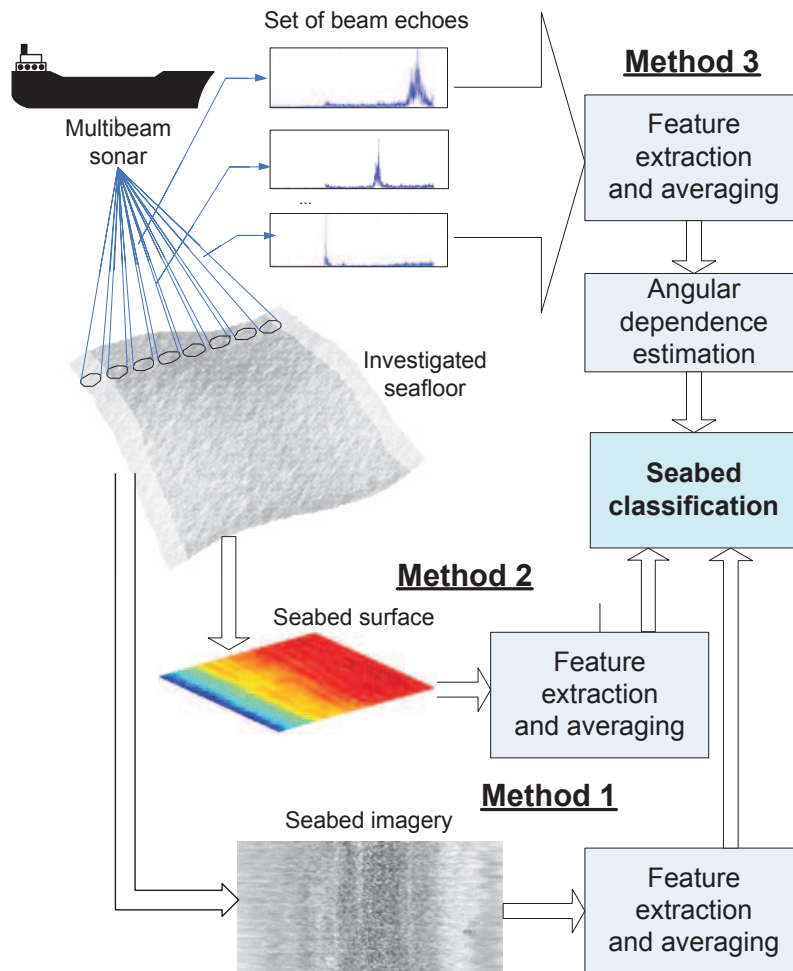 Set of beam echoes
Method 3
Multibeam
sonar
...
Feature
extraction
and averaging
Angular
dependence
estimation
Investigated
seafloor
Seabed
classification
Method 2
Seabed surface
Feature
extraction
and averaging
Method 1
Seabed imagery
Feature
extraction
and averaging